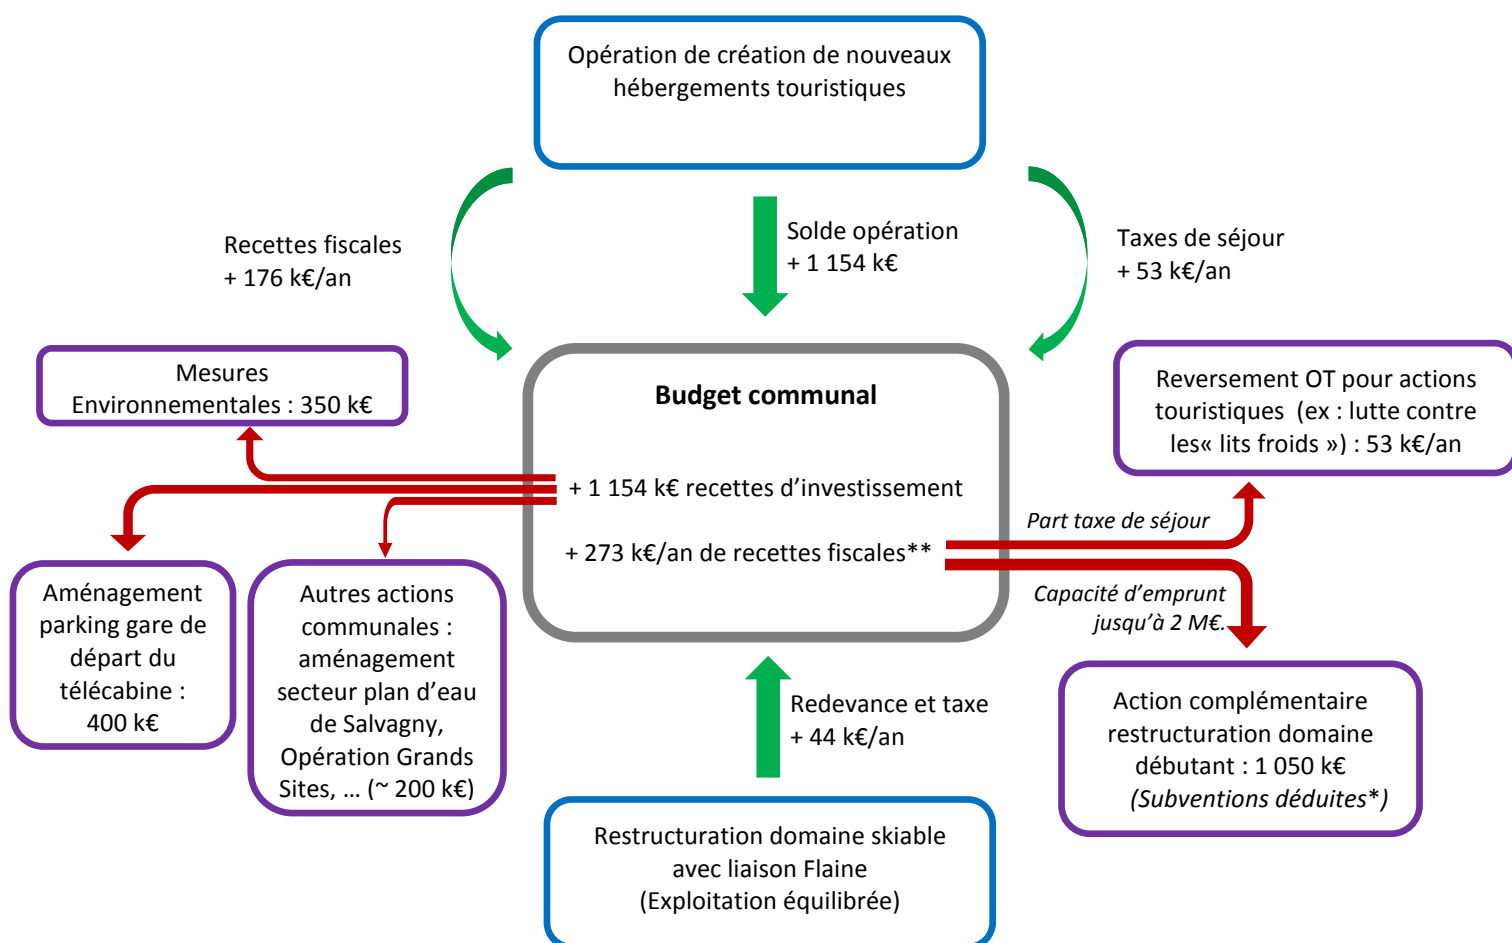 Opération de création de nouveaux
hébergements touristiques
Recettes fiscales
+ 176 k€/an
Solde opération
+ 1 154 k€
Taxes de séjour
+ 53 k€/an
Mesures
Environnementales : 350 k€
Budget communal
+ 1 154 k€ recettes d’investissement
+ 273 k€/an de recettes fiscales**
Reversement OT pour actions
touristiques  (ex : lutte contre
les« lits froids ») : 53 k€/an
Part taxe de séjour
Capacité d’emprunt
jusqu’à 2 M€.
Aménagement
parking gare de
départ du
télécabine :
400 k€
Autres actions
communales :
aménagement
secteur plan d’eau
de Salvagny,
Opération Grands
Sites, … (~ 200 k€)
Redevance et taxe
+ 44 k€/an
Action complémentaire
restructuration domaine
débutant : 1 050 k€
(Subventions déduites*)
Restructuration domaine skiable
avec liaison Flaine
(Exploitation équilibrée)